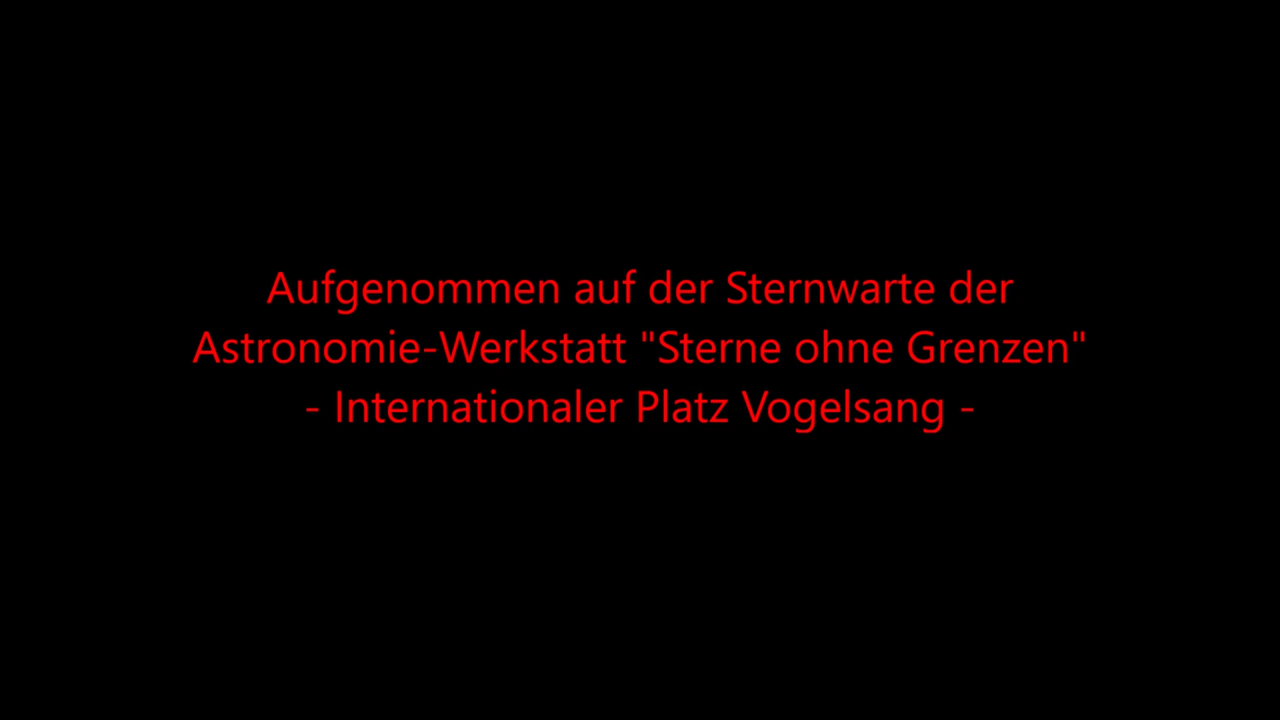 Aufgenommen auf der Sternwarte der
Astronomie-Werkstatt "Sterne ohne Grenzen"
- Internationaler Platz Vogelsang -